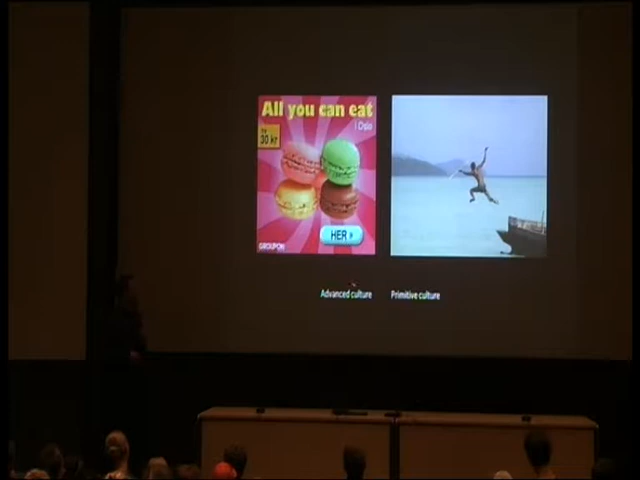 All you can eat
i Oslo
30 kr
HER »
GROUPON
Advanced culture
Primitive culture